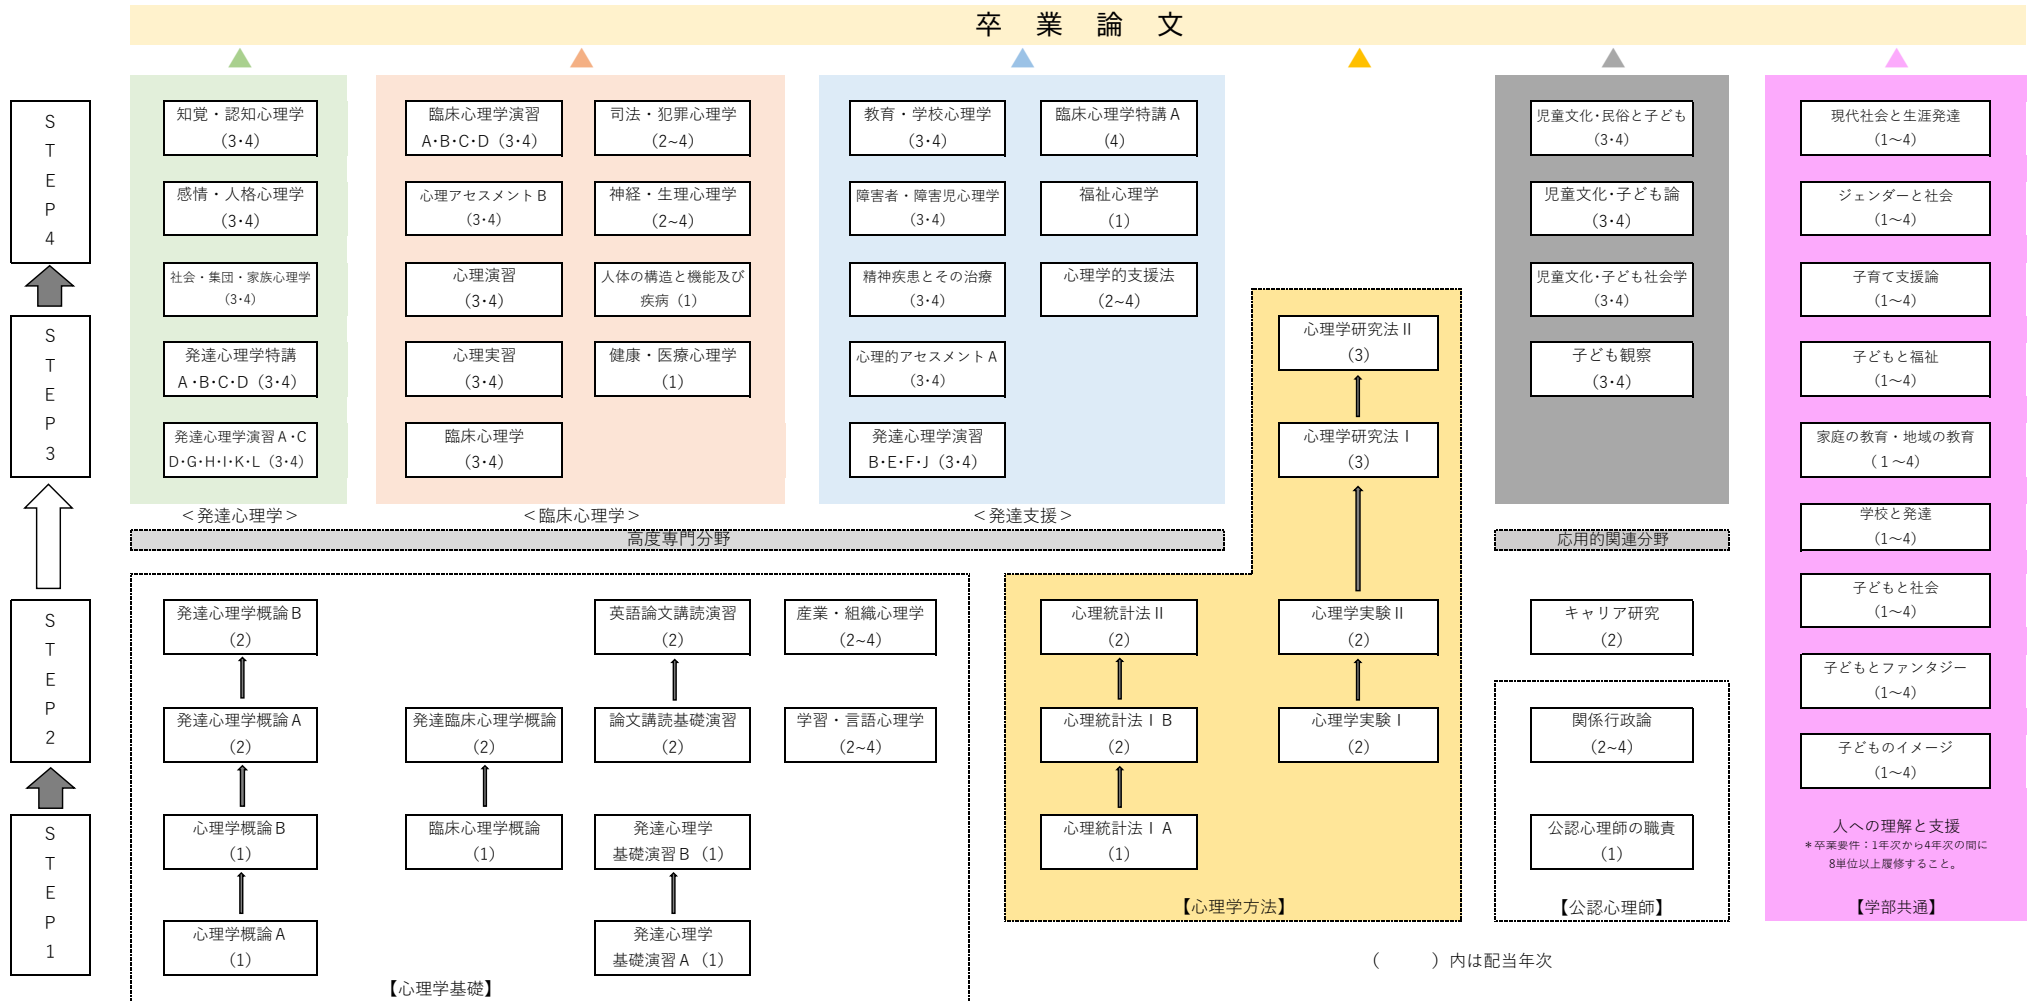 卒 業 論 文
S
T
E
P
4
S
T
E
P
3
S
T
E
P
2
S
T
E
P
1
知覚・認知心理学
(3・4)
感情・人格心理学
(3・4)
社会・集団・家族心理学
(3・4)
発達心理学特講
A・B・C・D (3・4)
発達心理学演習A・C
D・G・H・I・K・L (3・4)
<発達心理学>
臨床心理学演習
A・B・C・D (3・4)
心理アセスメントB
(3・4)
心理演習
(3・4)
心理実習
(3・4)
臨床心理学
(3・4)
司法・犯罪心理学
(2~4)
神経・生理心理学
(2~4)
人体の構造と機能及び
疾病 (1)
健康・医療心理学
(1)
<臨床心理学>
教育・学校心理学
(3・4)
障害者・障害児心理学
(3・4)
精神疾患とその治療
(3・4)
心理的アセスメントA
(3・4)
発達心理学演習
B・E・F・J (3・4)
臨床心理学特講A
(4)
福祉心理学
(1)
心理学的支援法
(2~4)
<発達支援>
高度専門分野
心理学研究法II
(3)
心理学研究法I
(3)
児童文化・民俗と子ども
(3・4)
児童文化・子ども論
(3・4)
児童文化・子ども社会学
(3・4)
子ども観察
(3・4)
応用的関連分野
現代社会と生涯発達
(1～4)
ジェンダーと社会
(1～4)
子育て支援論
(1～4)
子どもと福祉
(1～4)
家庭の教育・地域の教育
(１～4)
学校と発達
(1～4)
子どもと社会
(1～4)
子どもとファンタジー
(1～4)
子どものイメージ
(1～4)
人への理解と支援
＊卒業要件：1年次から4年次の間に
8単位以上履修すること。
【学部共通】
発達心理学概論B
(2)
発達心理学概論A
(2)
心理学概論B
(1)
心理学概論A
(1)
発達臨床心理学概論
(2)
臨床心理学概論
(1)
英語論文講読演習
(2)
論文講読基礎演習
(2)
発達心理学
基礎演習B (1)
発達心理学
基礎演習A (1)
産業・組織心理学
(2~4)
学習・言語心理学
(2~4)
【心理学基礎】
心理統計法II
(2)
心理統計法I B
(2)
心理統計法I A
(1)
心理学実験II
(2)
心理学実験I
(2)
【心理学方法】
キャリア研究
(2)
関係行政論
(2~4)
公認心理師の職責
(1)
【公認心理師】
(　　)内は配当年次